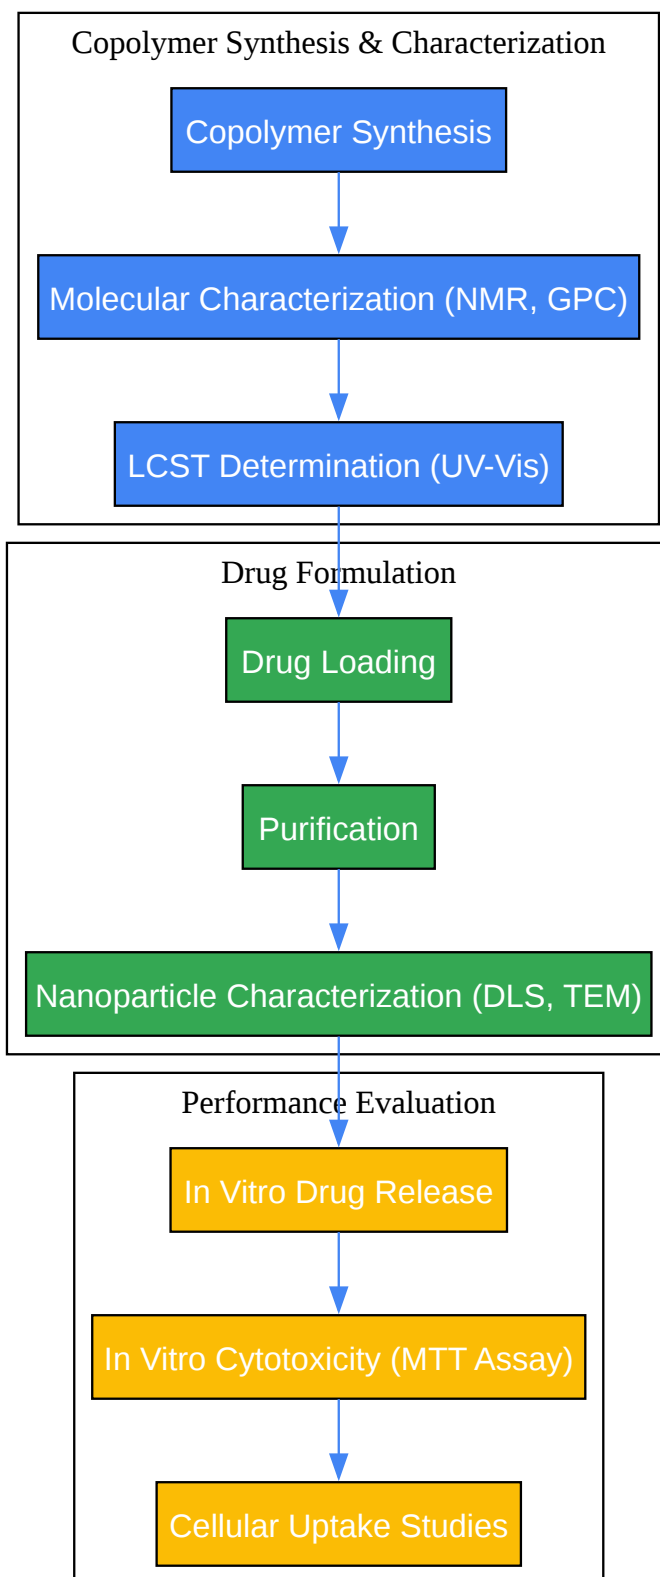 Copolymer Synthesis & Characterization
Copolymer Synthesis
Molecular Characterization (NMR, GPC)
LCST Determination (UV-Vis)
Drug Formulation
Drug Loading
Purification
Nanoparticle Characterization (DLS, TEM)
Performance Evaluation
In Vitro Drug Release
In Vitro Cytotoxicity (MTT Assay)
Cellular Uptake Studies